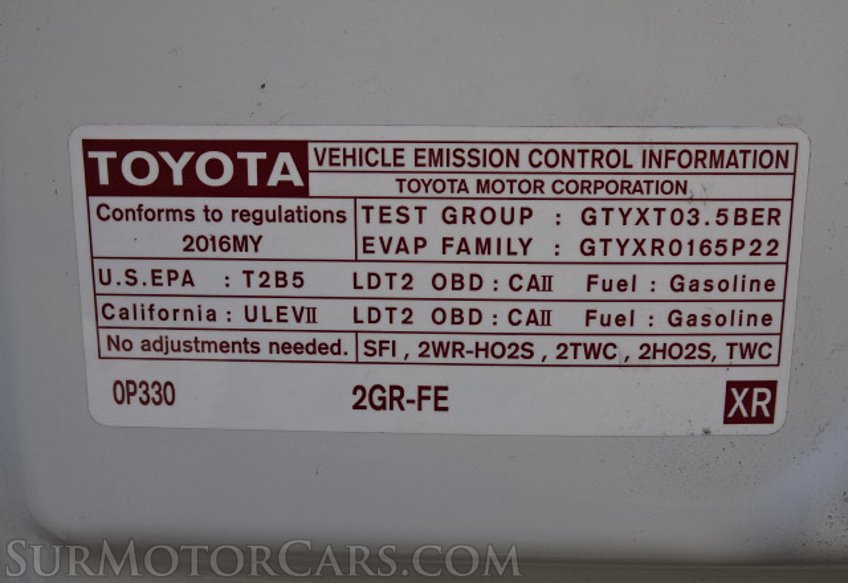 TOYOTA VEHICLE EMISSION CONTROL INFORMATION
TOYOTA MOTOR CORPORATION
Conforms to regulations
2016MY
TEST GROUP : GTYXT03.5BER
EVAP FAMILY : GTYXR0165P22
U.S.EPA : T2B5 LDT2 OBD : CAII Fuel : Gasoline
California : ULEVII LDT2 OBD : CAII Fuel : Gasoline
No adjustments needed. SFI , 2WR-HO2S , 2TWC , 2HO2S, TWC
0P330 2GR-FE XR
SURMOTORCARS.COM